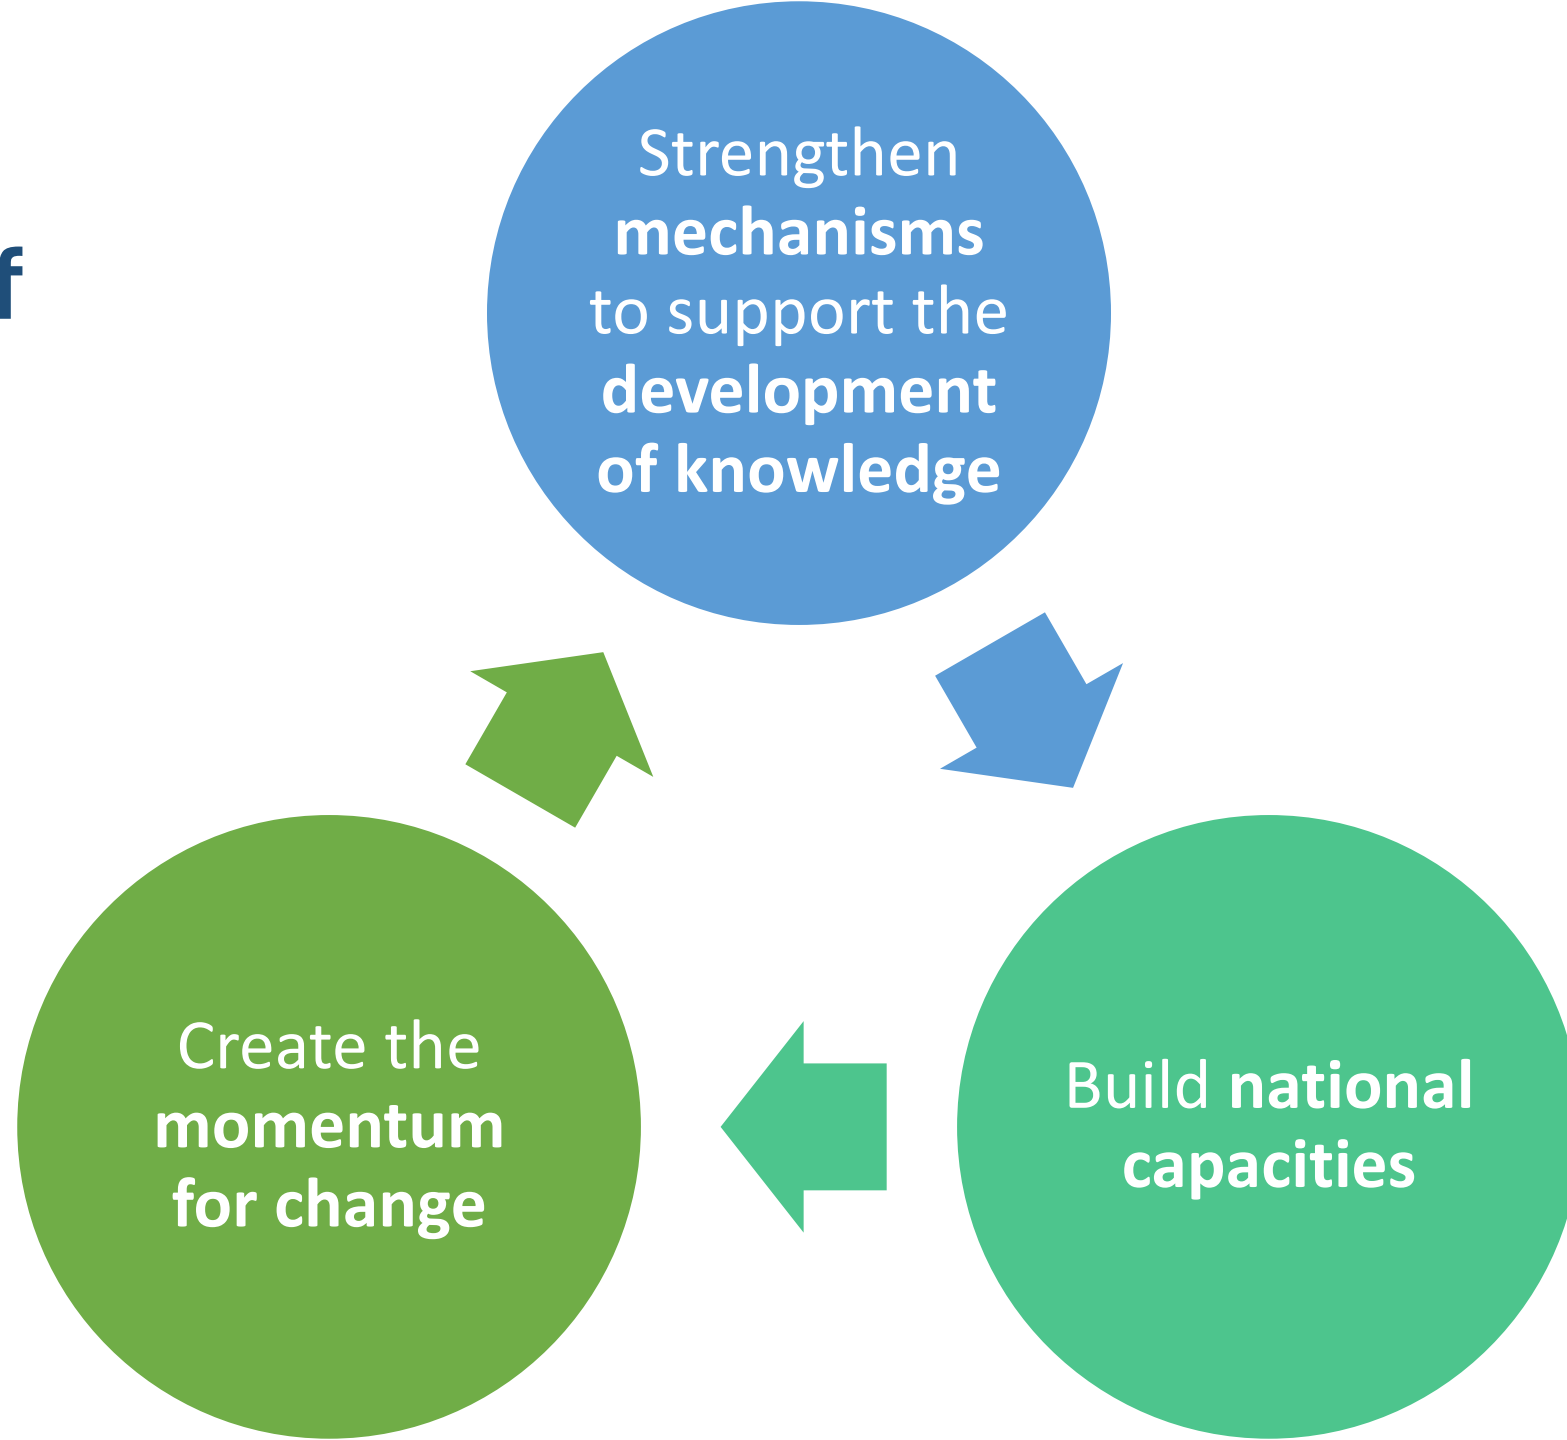 f
Strengthen
mechanisms
to support the
development
of knowledge
Create the
momentum
for change
Build national
capacities